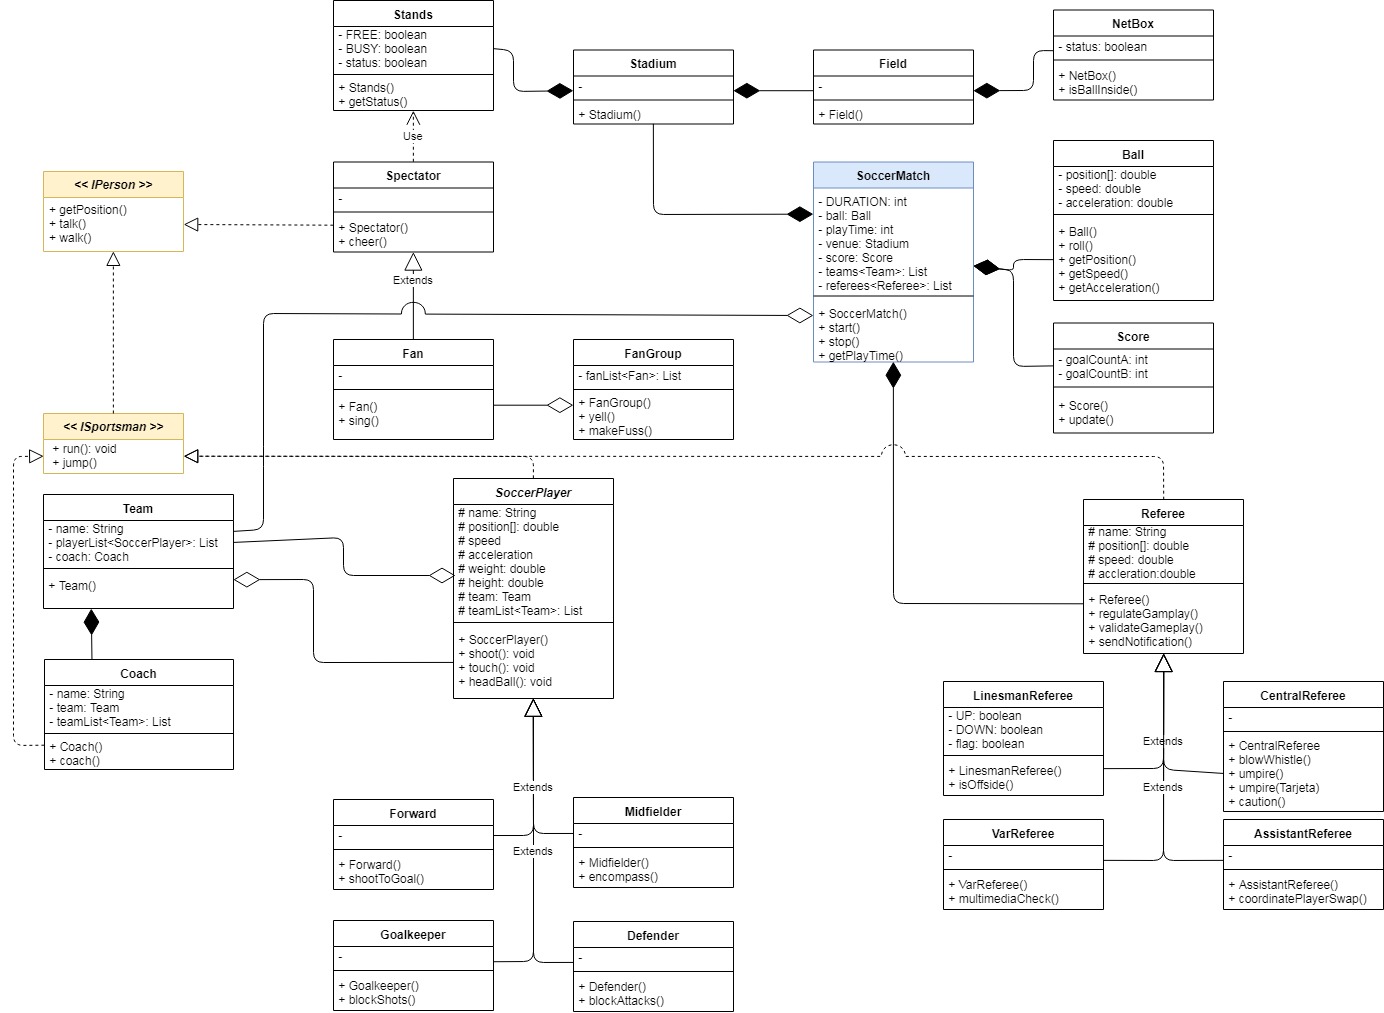 Stands
- FREE: boolean
- BUSY: boolean
- status: boolean
+ Stands()
+ getStatus()
Stadium
-
+ Stadium()
Field
-
+ Field()
NetBox
- status: boolean
+ NetBox()
+ isBallInside()
Use
<< IPerson >>
+ getPosition()
+ talk()
+ walk()
Spectator
-
+ Spectator()
+ cheer()
SoccerMatch
- DURATION: int
- ball: Ball
- playTime: int
- venue: Stadium
- score: Score
- teams<Team>: List
- referees<Referee>: List
+ SoccerMatch()
+ start()
+ stop()
+ getPlayTime()
Ball
- position[]: double
- speed: double
- acceleration: double
+ Ball()
+ roll()
+ getPosition()
+ getSpeed()
+ getAcceleration()
Extends
Fan
-
+ Fan()
+ sing()
FanGroup
- fanList<Fan>: List
+ FanGroup()
+ yell()
+ makeFuss()
Score
- goalCountA: int
- goalCountB: int
+ Score()
+ update()
<< ISportsman >>
+ run(): void
+ jump()
Team
- name: String
- playerList<SoccerPlayer>: List
- coach: Coach
+ Team()
SoccerPlayer
# name: String
# position[]: double
# speed
# acceleration
# weight: double
# height: double
# team: Team
# teamList<Team>: List
+ SoccerPlayer()
+ shoot(): void
+ touch(): void
+ headBall(): void
Referee
# name: String
# position[]: double
# speed: double
# accleration:double
+ Referee()
+ regulateGamplay()
+ validateGameplay()
+ sendNotification()
Coach
- name: String
- team: Team
- teamList<Team>: List
+ Coach()
+ coach()
LinesmanReferee
- UP: boolean
- DOWN: boolean
- flag: boolean
+ LinesmanReferee()
+ isOffside()
Extends
CentralReferee
-
+ CentralReferee
+ blowWhistle()
+ umpire()
+ umpire(Tarjeta)
+ caution()
Extends
Extends
Forward
-
+ Forward()
+ shootToGoal()
Midfielder
-
+ Midfielder()
+ encompass()
Extends
VarReferee
-
+ VarReferee()
+ multimediaCheck()
AssistantReferee
-
+ AssistantReferee()
+ coordinatePlayerSwap()
Goalkeeper
-
+ Goalkeeper()
+ blockShots()
Defender
-
+ Defender()
+ blockAttacks()